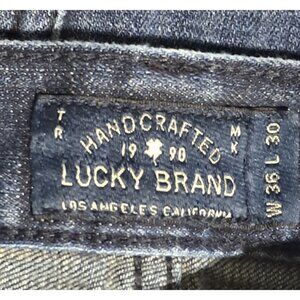 TR HANDCRAFTED MK
19 90
LUCKY BRAND
LOS ANGELES CALIFORNIA
W 36 L 30